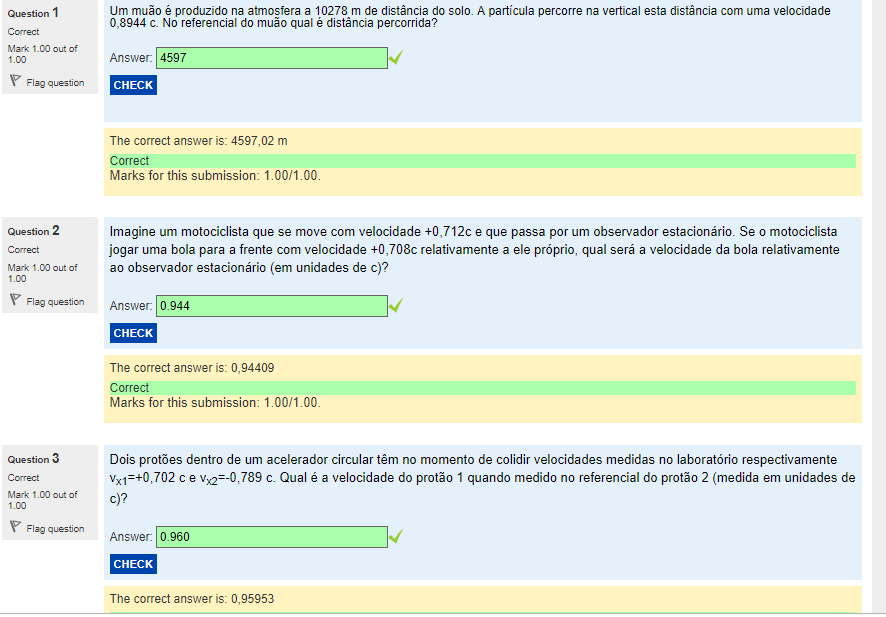 Question 1
Correct
Mark 1.00 out of
1.00
Flag question
Um muão é produzido na atmosfera a 10278 m de distância do solo. A partícula percorre na vertical esta distância com uma velocidade
0,8944 c. No referencial do muão qual é distância percorrida?
Answer: 4597
CHECK
The correct answer is: 4597,02 m
Correct
Marks for this submission: 1.00/1.00.
Question 2
Correct
Mark 1.00 out of
1.00
Flag question
Imagine um motociclista que se move com velocidade +0,712c e que passa por um observador estacionário. Se o motociclista
jogar uma bola para a frente com velocidade +0,708c relativamente a ele próprio, qual será a velocidade da bola relativamente
ao observador estacionário (em unidades de c)?
Answer: 0.944
CHECK
The correct answer is: 0,94409
Correct
Marks for this submission: 1.00/1.00.
Question 3
Correct
Mark 1.00 out of
1.00
Flag question
Dois protões dentro de um acelerador circular têm no momento de colidir velocidades medidas no laboratório respectivamente
vx1=+0,702 c e vx2=-0,789 c. Qual é a velocidade do protão 1 quando medido no referencial do protão 2 (medida em unidades de
c)?
Answer: 0.960
CHECK
The correct answer is: 0,95953